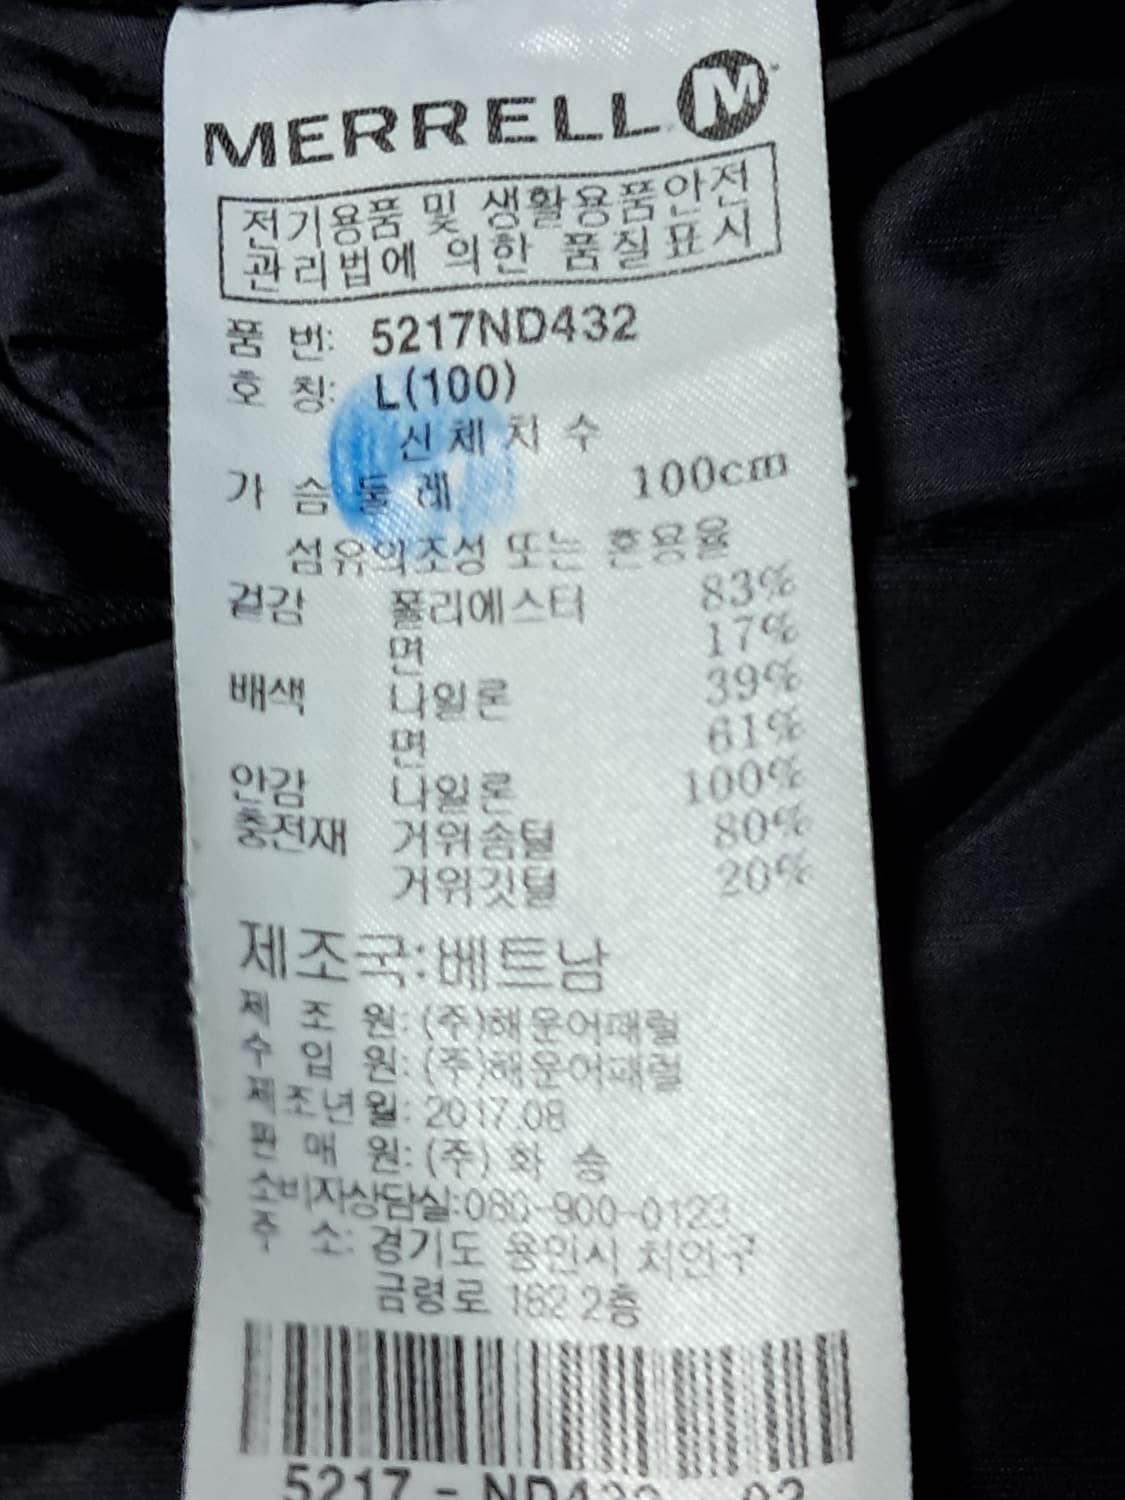 MERRELL M
전기용품 및 생활용품안전
관리법에 의한 품질표시
품 번: 5217ND432
호 칭: L(100)
신체치수
가슴둘레 100cm
섬유의조성 또는 혼용율
겉감 폴리에스터 83%
면 17%
배색 나일론 39%
면 61%
안감 나일론 100%
충전재 거위솜털 80%
거위깃털 20%
제조국:베트남
제 조 원: (주)해운어패럴
수 입 원: (주)해운어패럴
제조년월: 2017.08
판 매 원: (주) 화 승
소비자상담실:080-900-0123
주 소: 경기도 용인시 처인구
금령로 182 2층
5217 - ND432